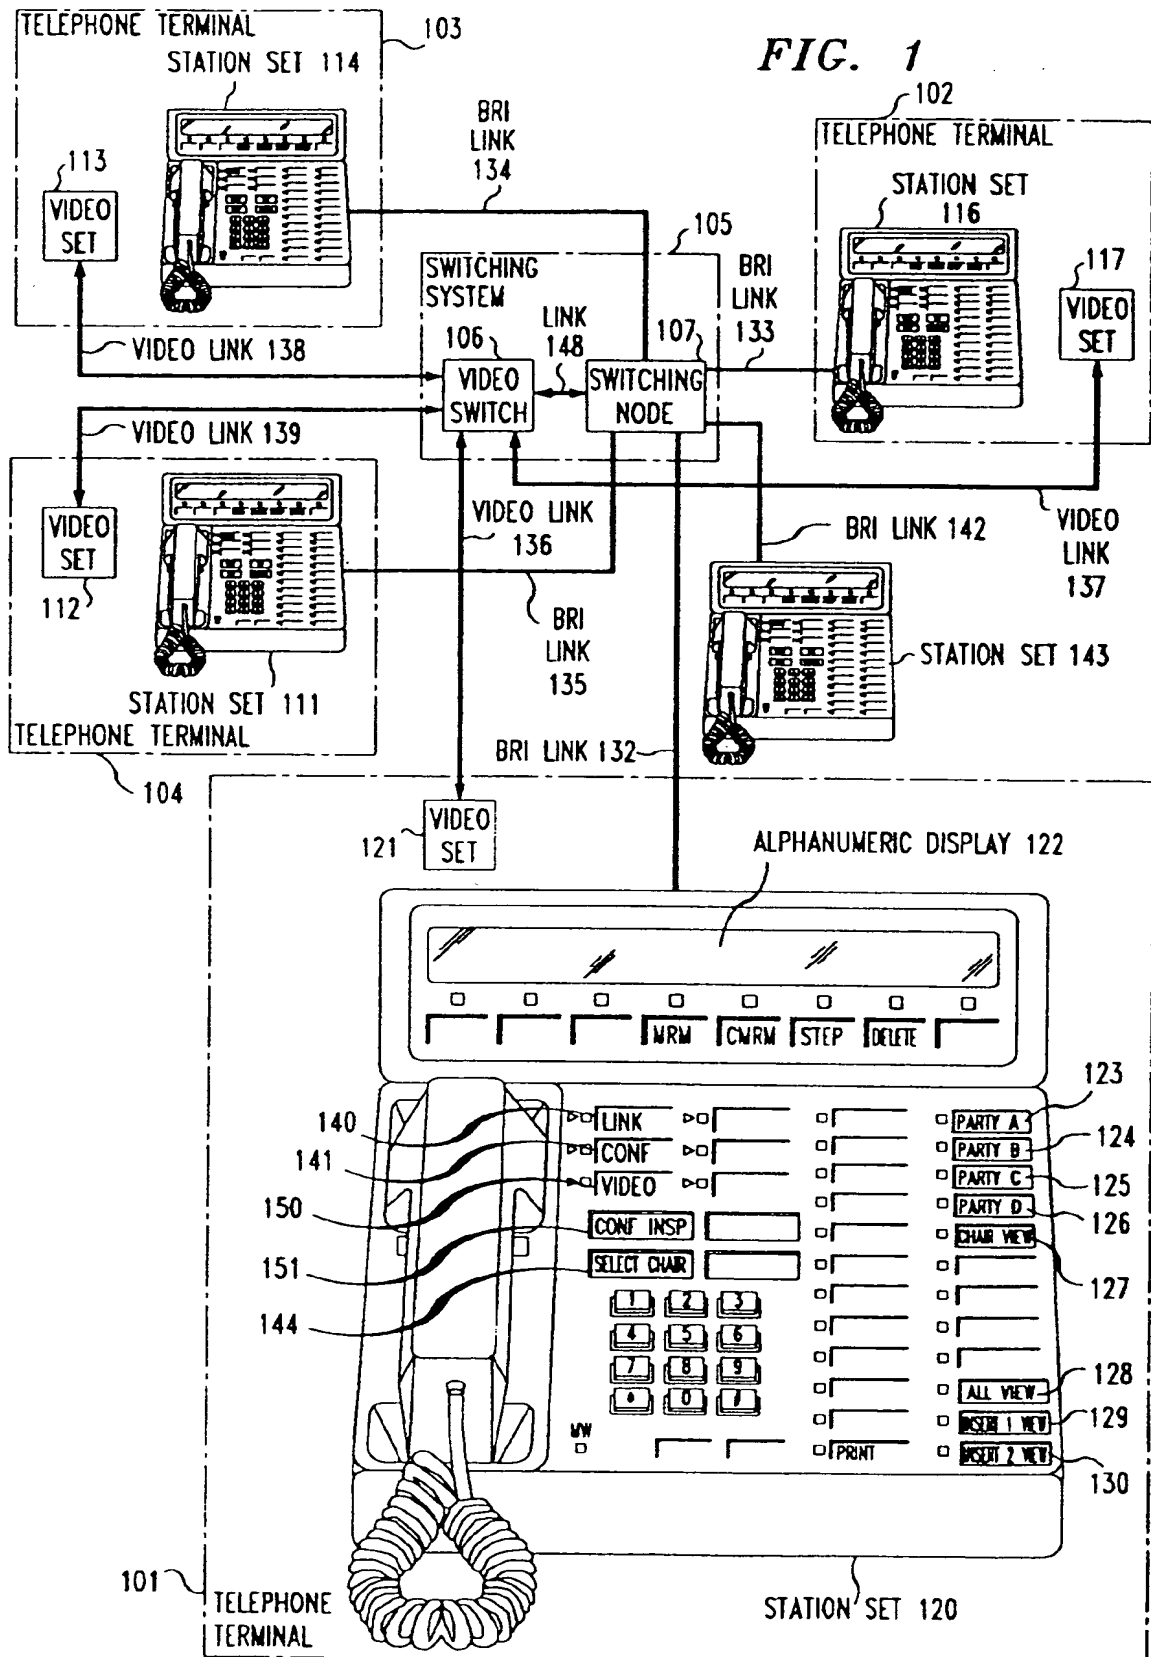 FIG. 1
TELEPHONE TERMINAL
103
STATION SET 114
113
VIDEO
SET
BRI
LINK
134
102
TELEPHONE TERMINAL
STATION SET
116
117
VIDEO
SET
105
SWITCHING
SYSTEM
106
VIDEO
SWITCH
LINK
148
107
SWITCHING
NODE
BRI
LINK
133
VIDEO LINK 138
VIDEO LINK 139
VIDEO
SET
112
STATION SET 111
TELEPHONE TERMINAL
104
VIDEO LINK
136
BRI
LINK
135
BRI LINK 142
VIDEO
LINK
137
STATION SET 143
BRI LINK 132
121
VIDEO
SET
ALPHANUMERIC DISPLAY 122
MRM
CMRM
STEP
DELETE
140
LINK
141
CONF
150
VIDEO
151
CONF INSP
144
SELECT CHAIR
1 2 3
4 5 6
7 8 9
* 0 #
MW
PRINT
PARTY A
123
PARTY B
124
PARTY C
125
PARTY D
126
CHAIR VIEW
127
ALL VIEW
128
INSERT 1 VIEW
129
INSERT 2 VIEW
130
101
TELEPHONE
TERMINAL
STATION SET 120